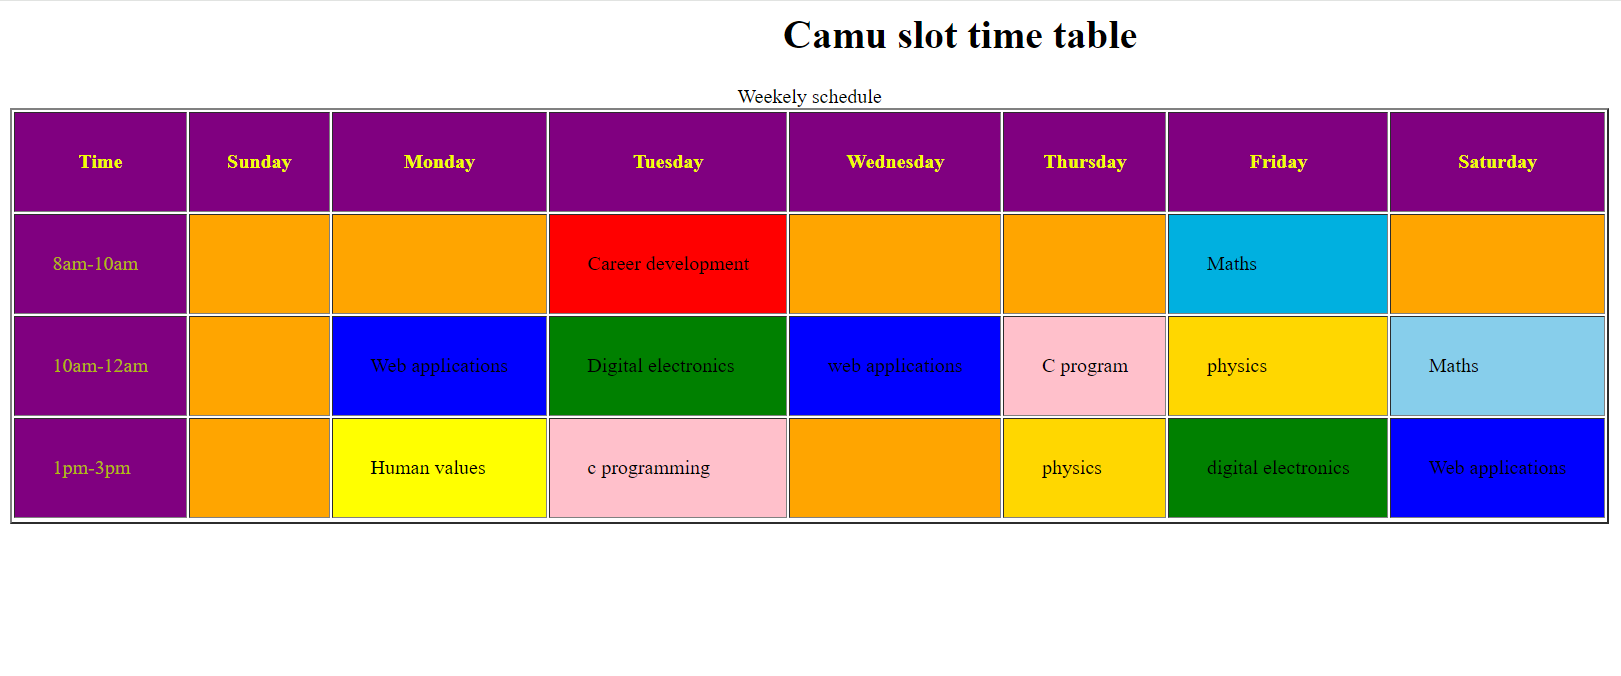 Camu slot time table
Weekely schedule
Time Sunday Monday Tuesday Wednesday Thursday Friday Saturday
8am-10am Career development Maths
10am-12am Web applications Digital electronics web applications C program physics Maths
1pm-3pm Human values c programming physics digital electronics Web applications